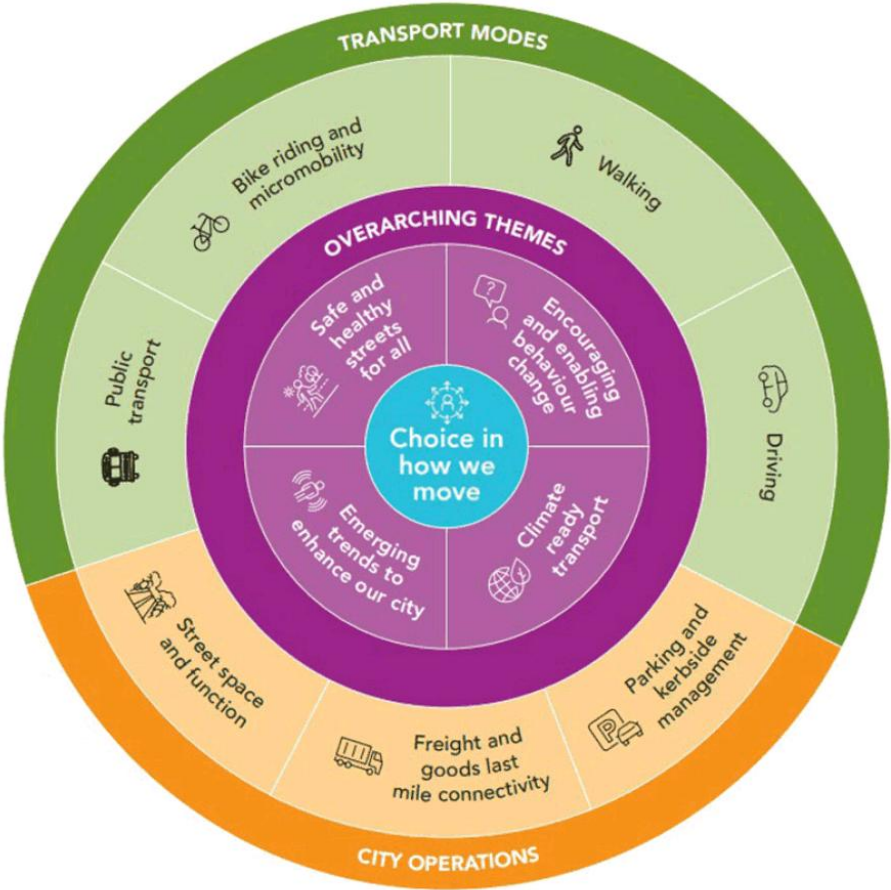 TRANSPORT MODES
Bike riding and
micromobility
Walking
Public
transport
Driving
OVERARCHING THEMES
Safe and
healthy
streets
for all
?
Encouraging
and enabling
behaviour
change
Choice in
how we
move
Emerging
trends to
enhance our city
Climate
ready
transport
Street space
and function
Freight and
goods last
mile connectivity
P
Parking and
kerbside
management
CITY OPERATIONS